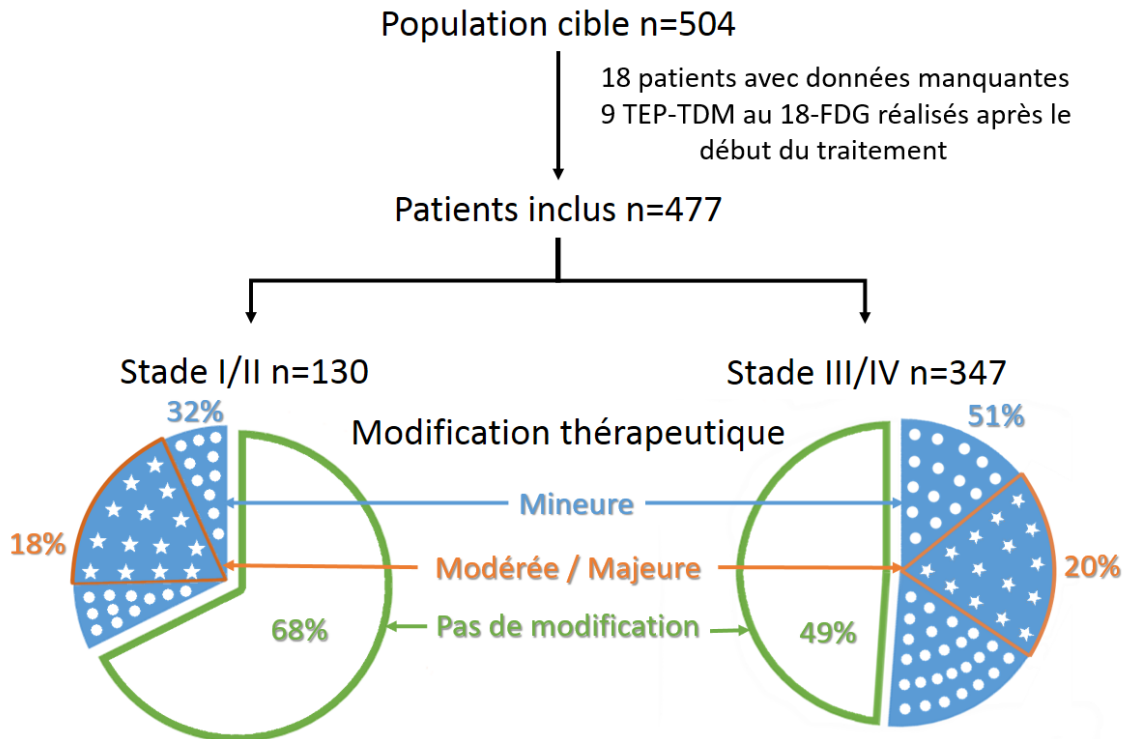 Population cible n=504
18 patients avec données manquantes
9 TEP-TDM au 18-FDG réalisés après le
début du traitement
Patients inclus n=477
Stade I/II n=130
Stade III/IV n=347
32%
51%
Modification thérapeutique
Mineure
18%
Modérée / Majeure
20%
68%
Pas de modification
49%